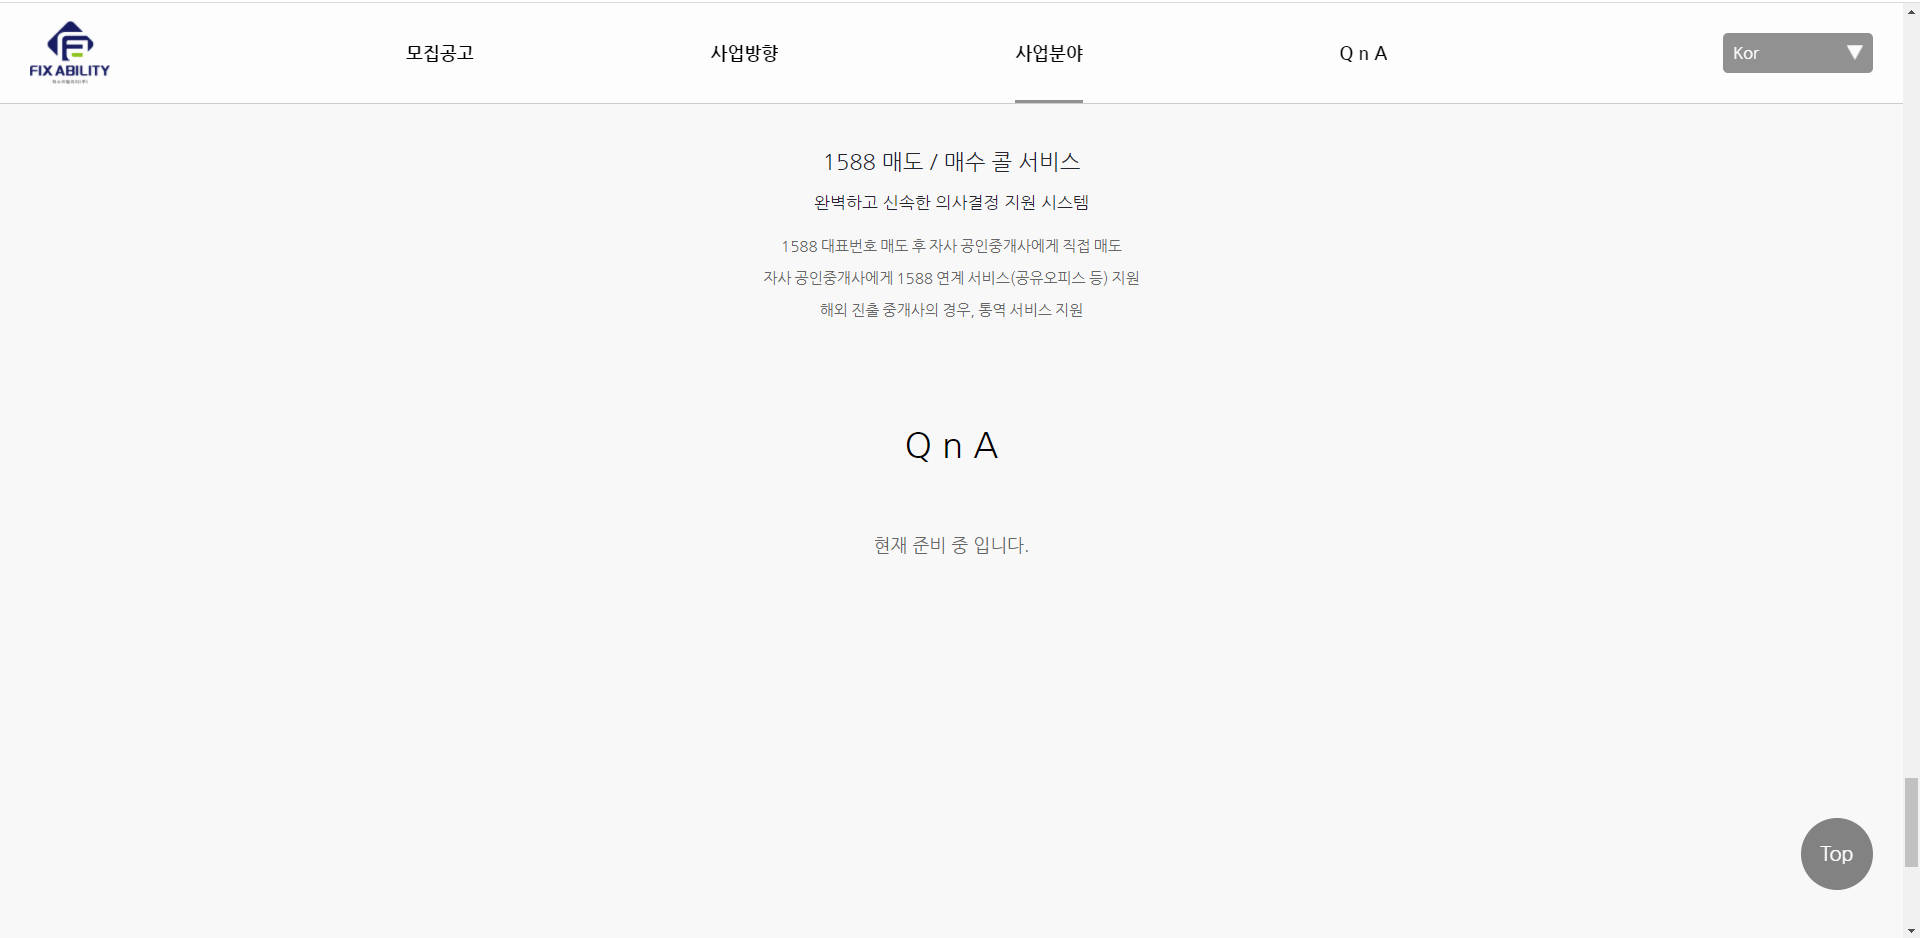 FIX ABILITY
모집공고
사업방향
사업분야
Q n A
Kor
1588 매도 / 매수 콜 서비스
완벽하고 신속한 의사결정 지원 시스템
1588 대표번호 매도 후 자사 공인중개사에게 직접 매도
자사 공인중개사에게 1588 연계 서비스(공유오피스 등) 지원
해외 진출 중개사의 경우, 통역 서비스 지원
Q n A
현재 준비 중 입니다.
Top